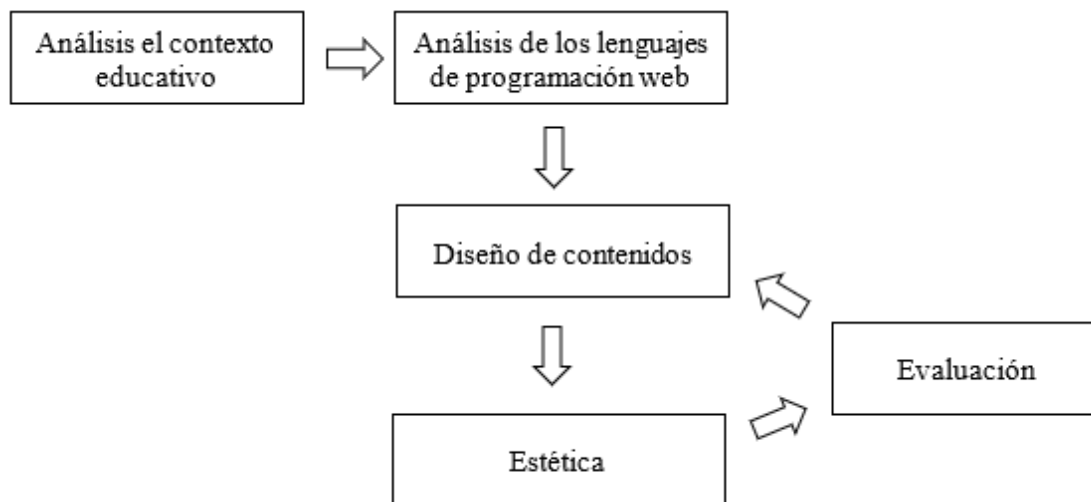 Análisis el contexto
educativo
Análisis de los lenguajes
de programación web
Diseño de contenidos
Evaluación
Estética